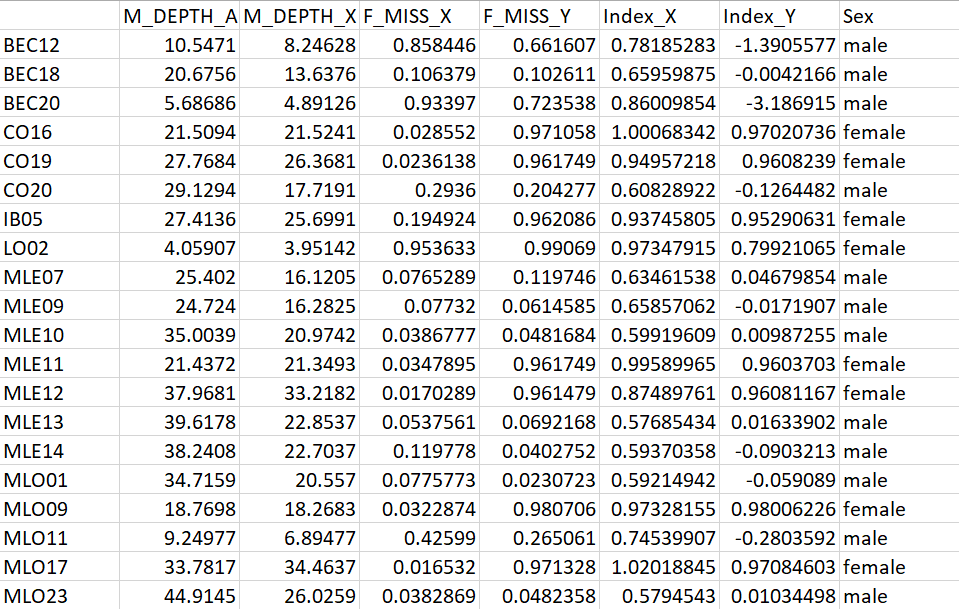 M_DEPTH_A M_DEPTH_X F_MISS_X F_MISS_Y Index_X Index_Y Sex
BEC12 10.5471 8.24628 0.858446 0.661607 0.78185283 -1.3905577 male
BEC18 20.6756 13.6376 0.106379 0.102611 0.65959875 -0.0042166 male
BEC20 5.68686 4.89126 0.93397 0.723538 0.86009854 -3.186915 male
CO16 21.5094 21.5241 0.028552 0.971058 1.00068342 0.97020736 female
CO19 27.7684 26.3681 0.0236138 0.961749 0.94957218 0.9608239 female
CO20 29.1294 17.7191 0.2936 0.204277 0.60828922 -0.1264482 male
IB05 27.4136 25.6991 0.194924 0.962086 0.93745805 0.95290631 female
LO02 4.05907 3.95142 0.953633 0.99069 0.97347915 0.79921065 female
MLE07 25.402 16.1205 0.0765289 0.119746 0.63461538 0.04679854 male
MLE09 24.724 16.2825 0.07732 0.0614585 0.65857062 -0.0171907 male
MLE10 35.0039 20.9742 0.0386777 0.0481684 0.59919609 0.00987255 male
MLE11 21.4372 21.3493 0.0347895 0.961749 0.99589965 0.9603703 female
MLE12 37.9681 33.2182 0.0170289 0.961479 0.87489761 0.96081167 female
MLE13 39.6178 22.8537 0.0537561 0.0692168 0.57685434 0.01633902 male
MLE14 38.2408 22.7037 0.119778 0.0402752 0.59370358 -0.0903213 male
MLO01 34.7159 20.557 0.0775773 0.0230723 0.59214942 -0.059089 male
MLO09 18.7698 18.2683 0.0322874 0.980706 0.97328155 0.98006226 female
MLO11 9.24977 6.89477 0.42599 0.265061 0.74539907 -0.2803592 male
MLO17 33.7817 34.4637 0.016532 0.971328 1.02018845 0.97084603 female
MLO23 44.9145 26.0259 0.0382869 0.0482358 0.5794543 0.01034498 male